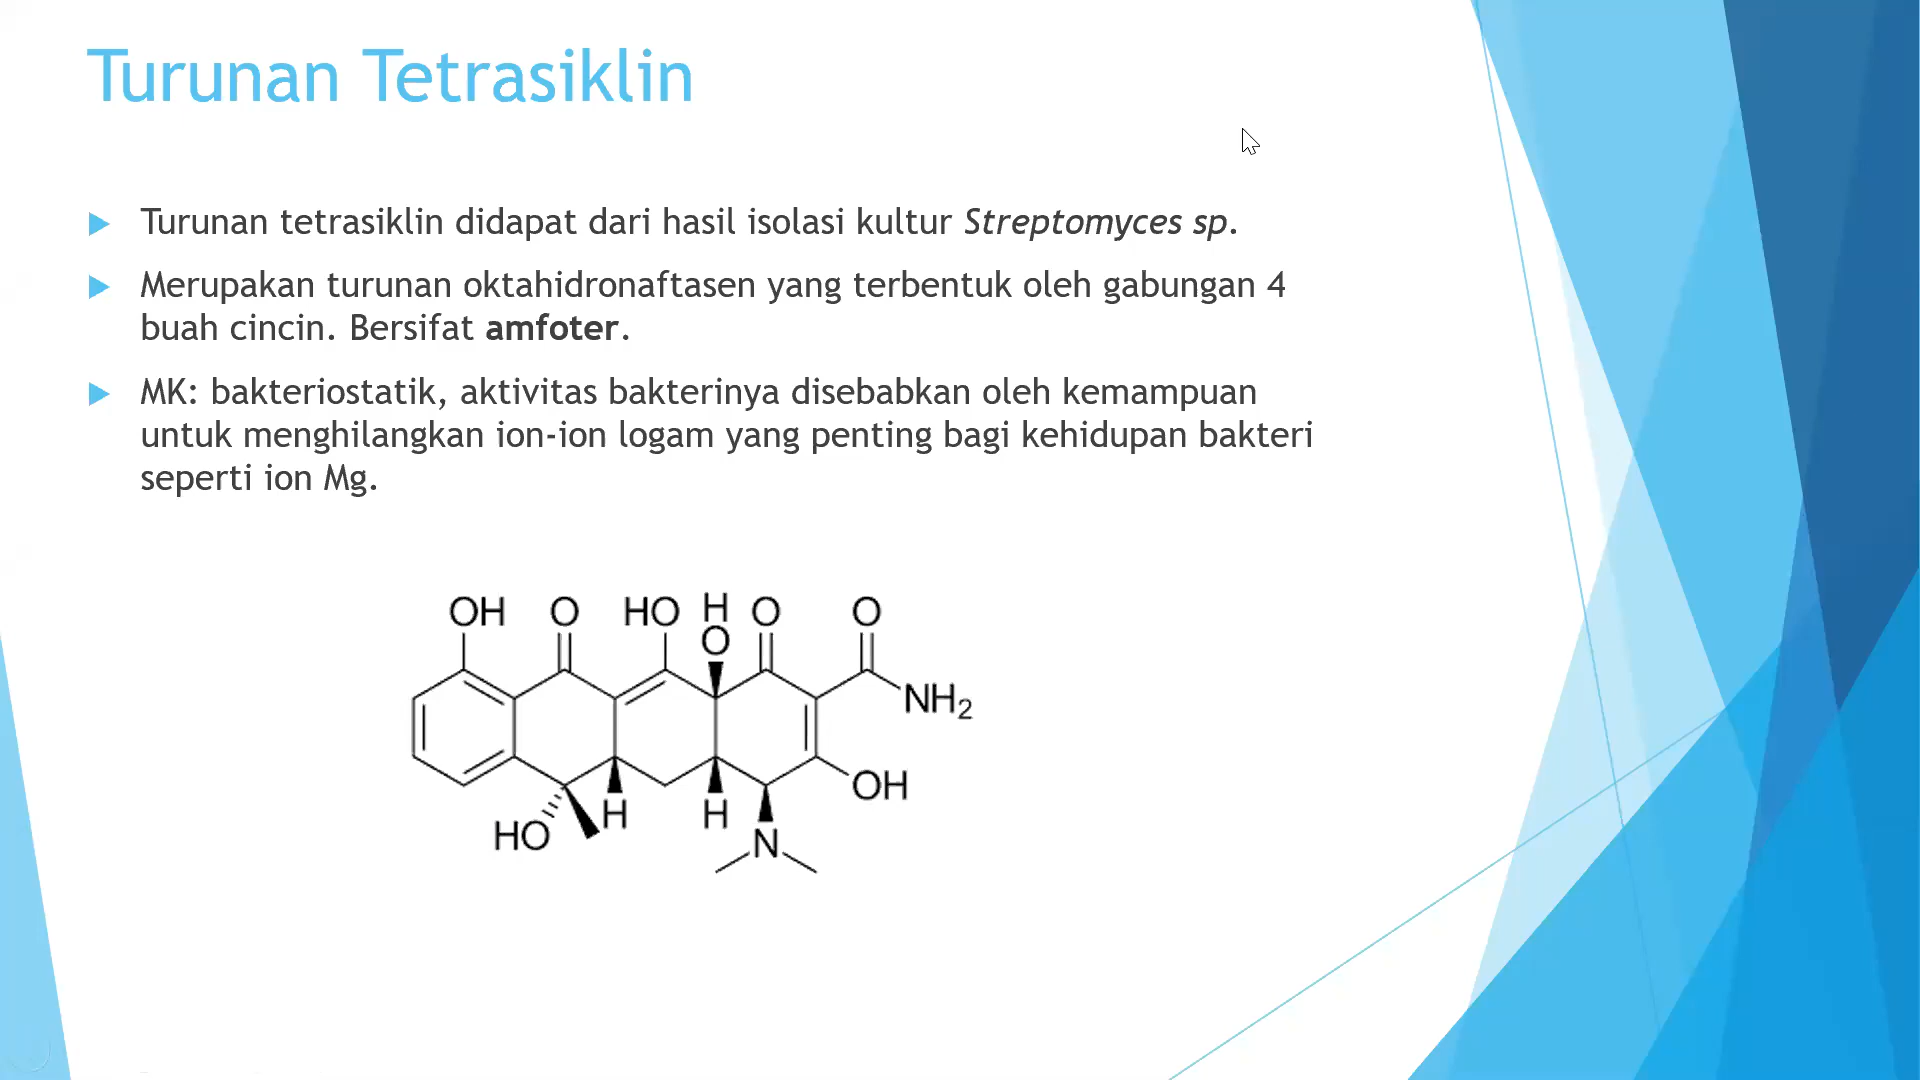 Turunan Tetrasiklin
Turunan tetrasiklin didapat dari hasil isolasi kultur Streptomyces sp.
Merupakan turunan oktahidronaftasen yang terbentuk oleh gabungan 4
buah cincin. Bersifat amfoter.
MK: bakteriostatik, aktivitas bakterinya disebabkan oleh kemampuan
untuk menghilangkan ion-ion logam yang penting bagi kehidupan bakteri
seperti ion Mg.
OH O HO H O O O
NH2
OH
HO H H
N